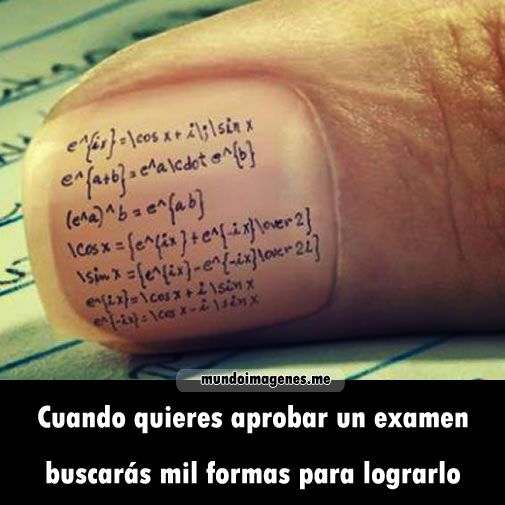 e^{ix}=\cos x + i\;\sin x
e^{a+b}=e^a\cdot e^{b}
(e^a)^b=e^{ab}
\cos x={e^{ix}+e^{-ix}\over 2}
\sin x={e^{ix}-e^{-ix}\over 2i}
e^{ix}=\cos x+i\sin x
e^{-ix}=\cos x-i\sin x
mundoimagenes.me
Cuando quieres aprobar un examen
buscarás mil formas para lograrlo